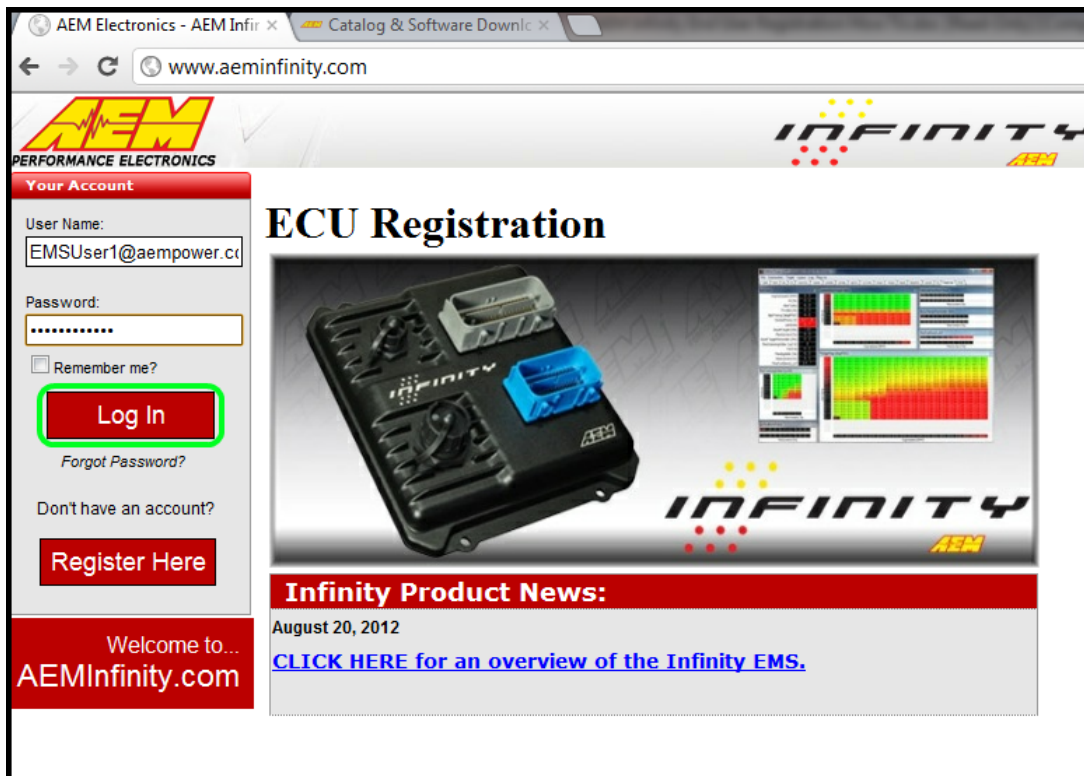 AEM Electronics - AEM Infir
Catalog & Software Downlc
www.aeminfinity.com
AEM
PERFORMANCE ELECTRONICS
INFINITY
AEM
Your Account
User Name:
EMSUser1@aempower.co
Password:
••••••••••••
Remember me?
Log In
Forgot Password?
Don't have an account?
Register Here
Welcome to...
AEMInfinity.com
ECU Registration
INFINITY
AEM
INFINITY
AEM
Infinity Product News:
August 20, 2012
CLICK HERE for an overview of the Infinity EMS.